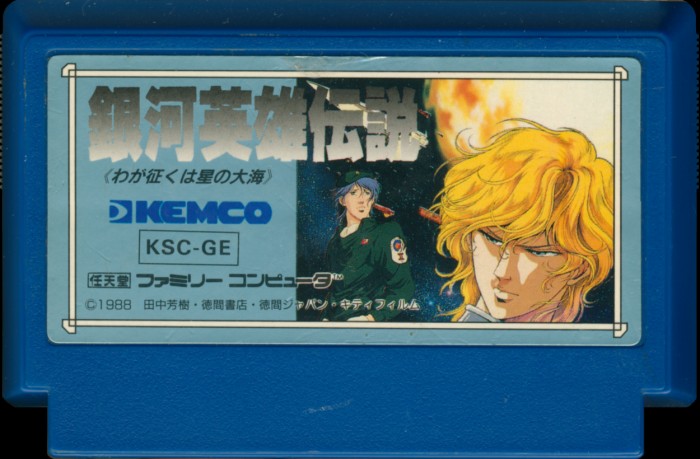 銀河英雄伝説
《わが征くは星の大海》
KEMCO
KSC-GE
任天堂 ファミリー コンピュータ™
©1988 田中芳樹・徳間書店・徳間ジャパン・キティフィルム